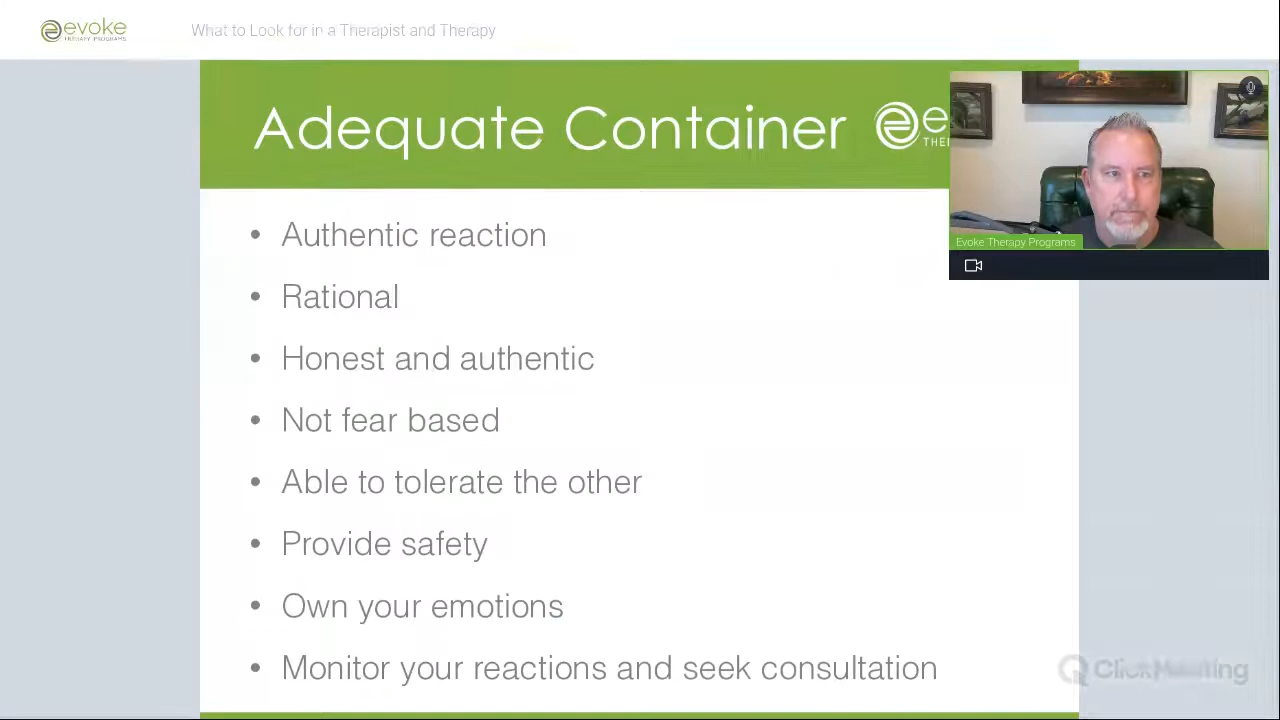 evoke
THERAPY PROGRAMS
What to Look for in a Therapist and Therapy
Adequate Container
e
THE
Evoke Therapy Programs
• Authentic reaction
• Rational
• Honest and authentic
• Not fear based
• Able to tolerate the other
• Provide safety
• Own your emotions
• Monitor your reactions and seek consultation
ClickMeeting